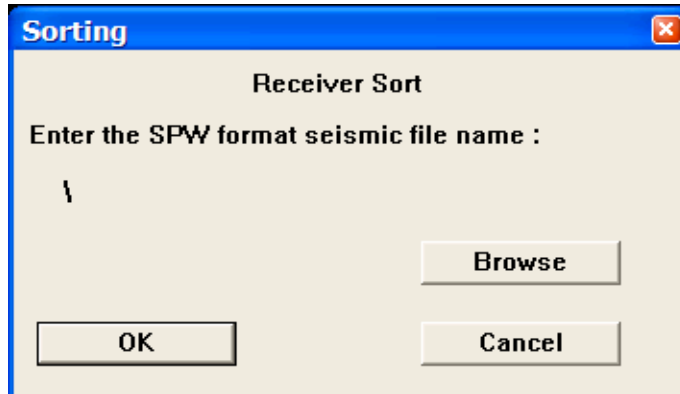 Sorting
Receiver Sort
Enter the SPW format seismic file name :
\
Browse
OK
Cancel